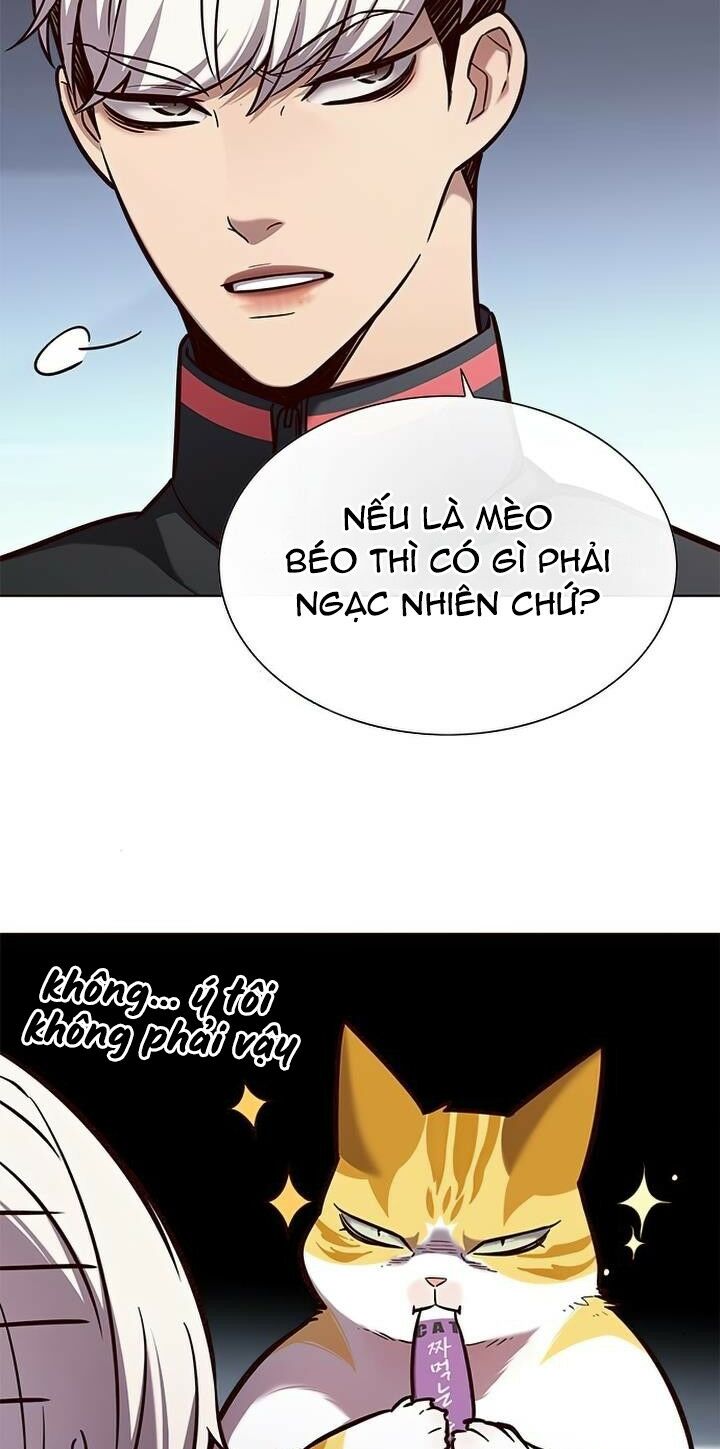 NẾU LÀ MÈO
BÉO THÌ CÓ GÌ PHẢI
NGẠC NHIÊN CHỨ?
không... ý tôi
không phải vậy
CAT
짜먹는